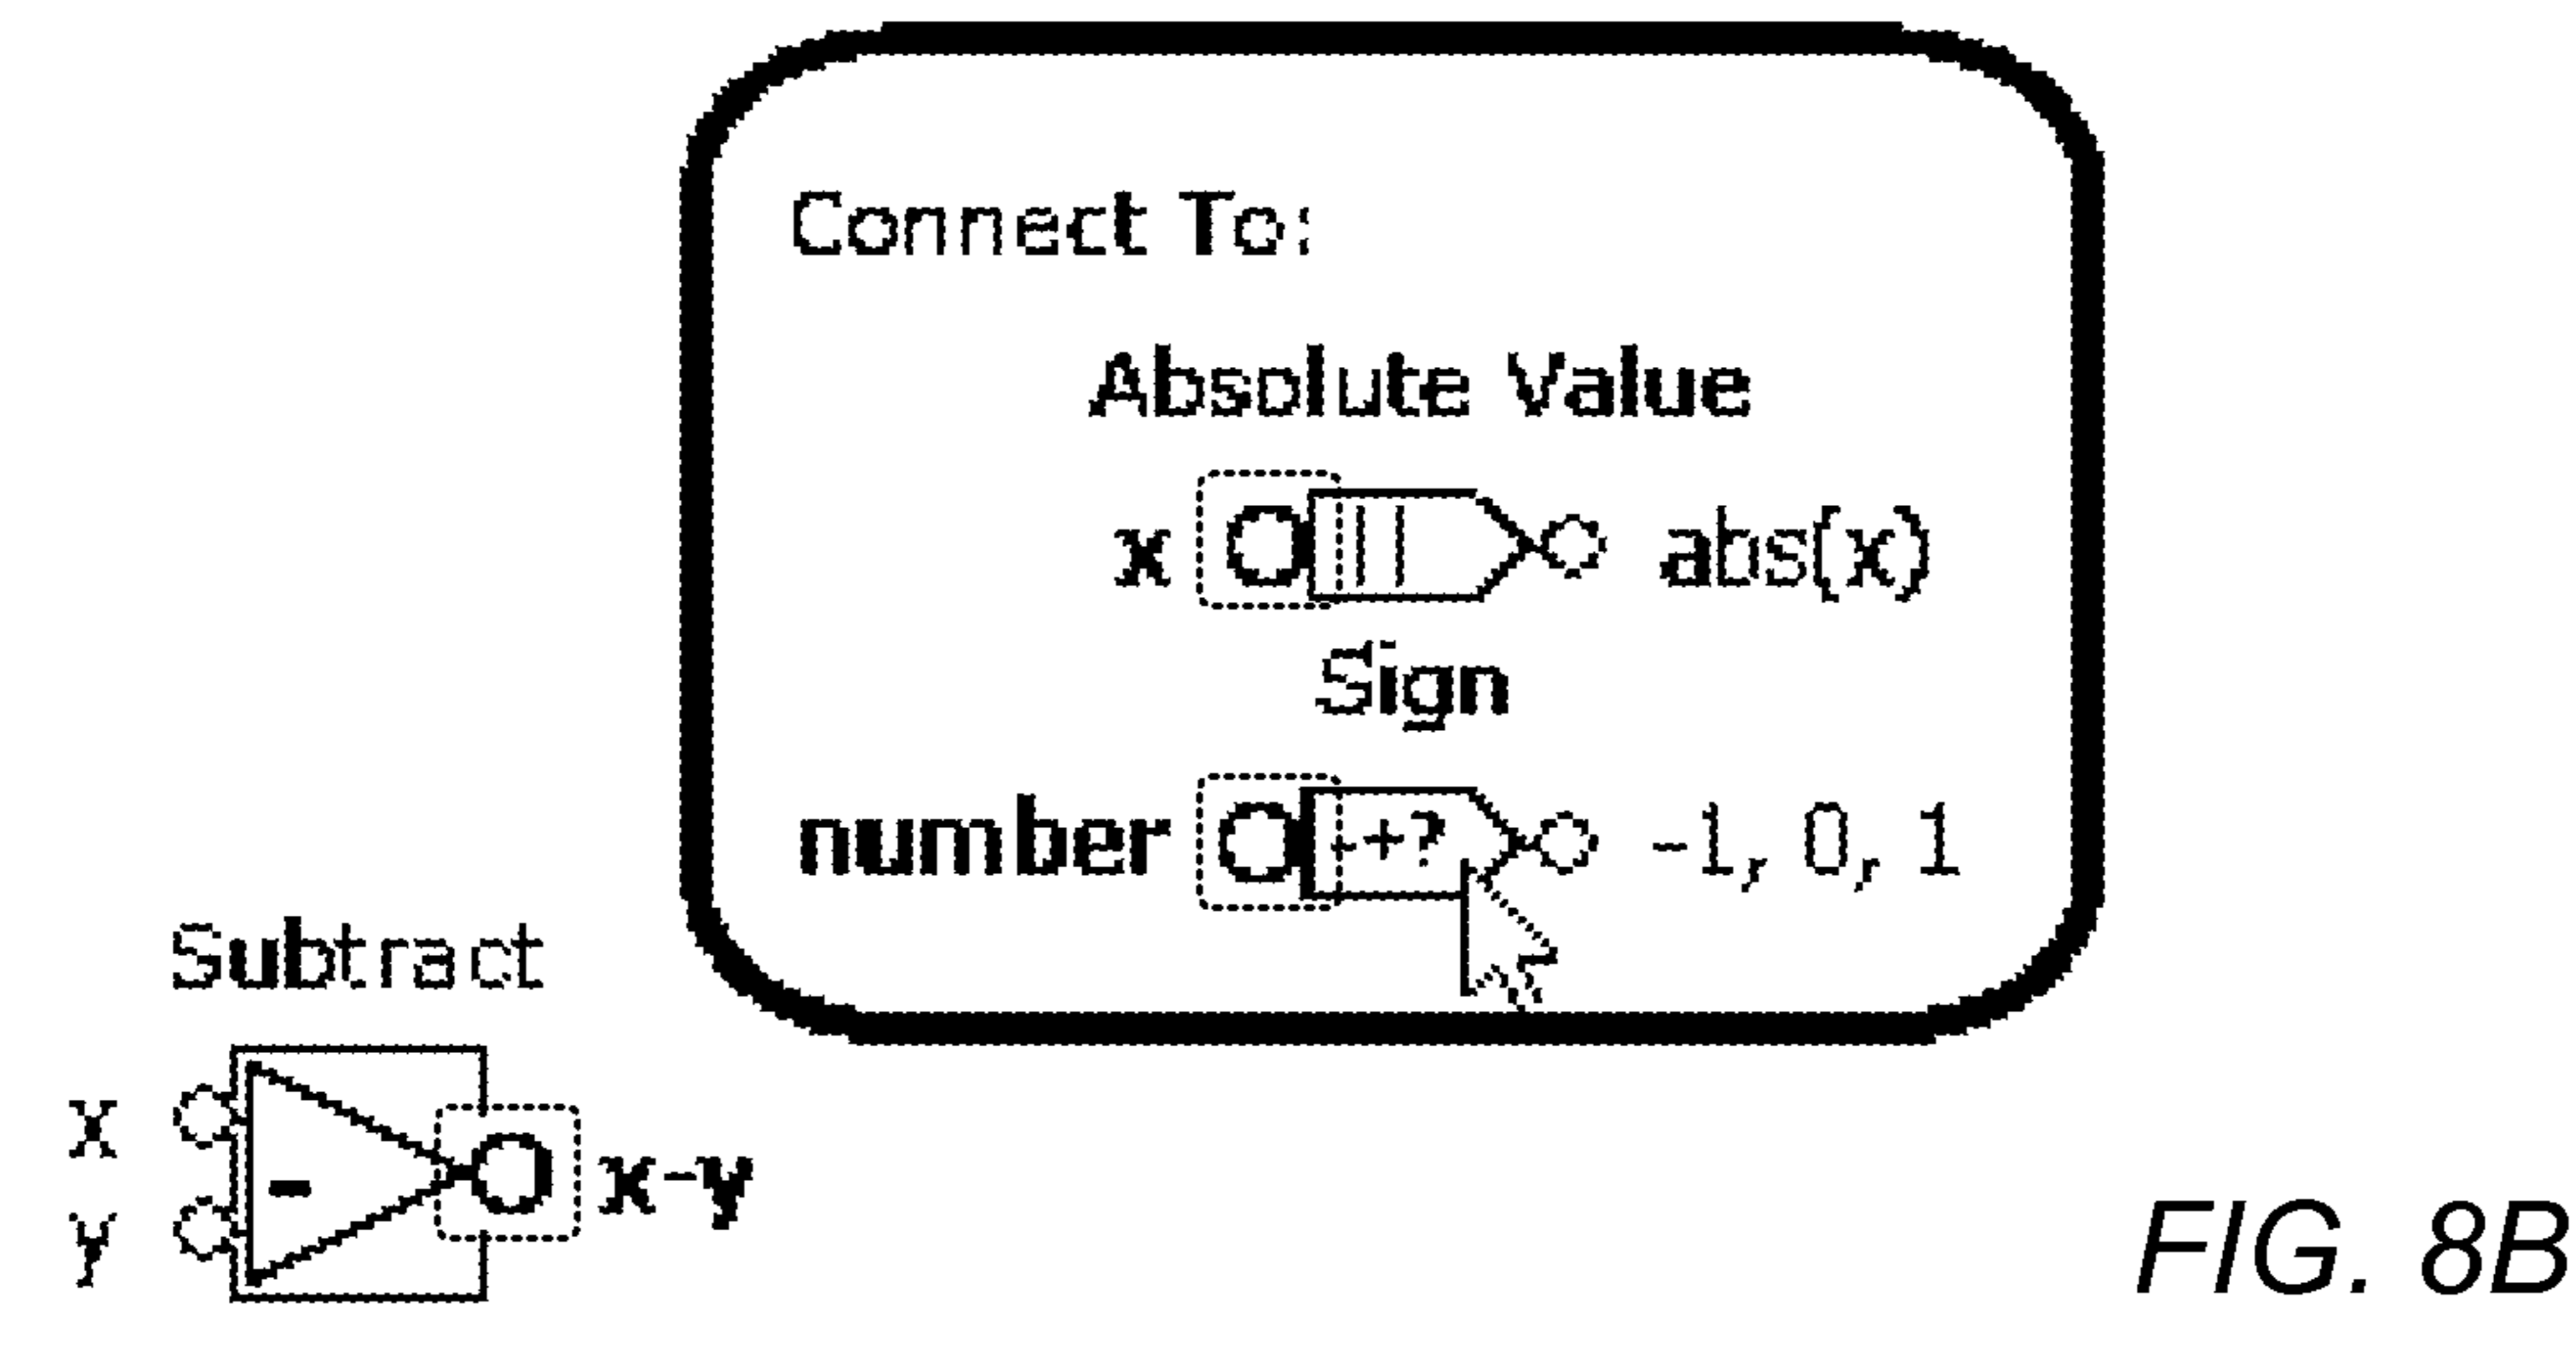 Connect To:
Absolute Value
x || abs(x)
Sign
number -+? -1, 0, 1
Subtract
x
- x-y
y
FIG. 8B